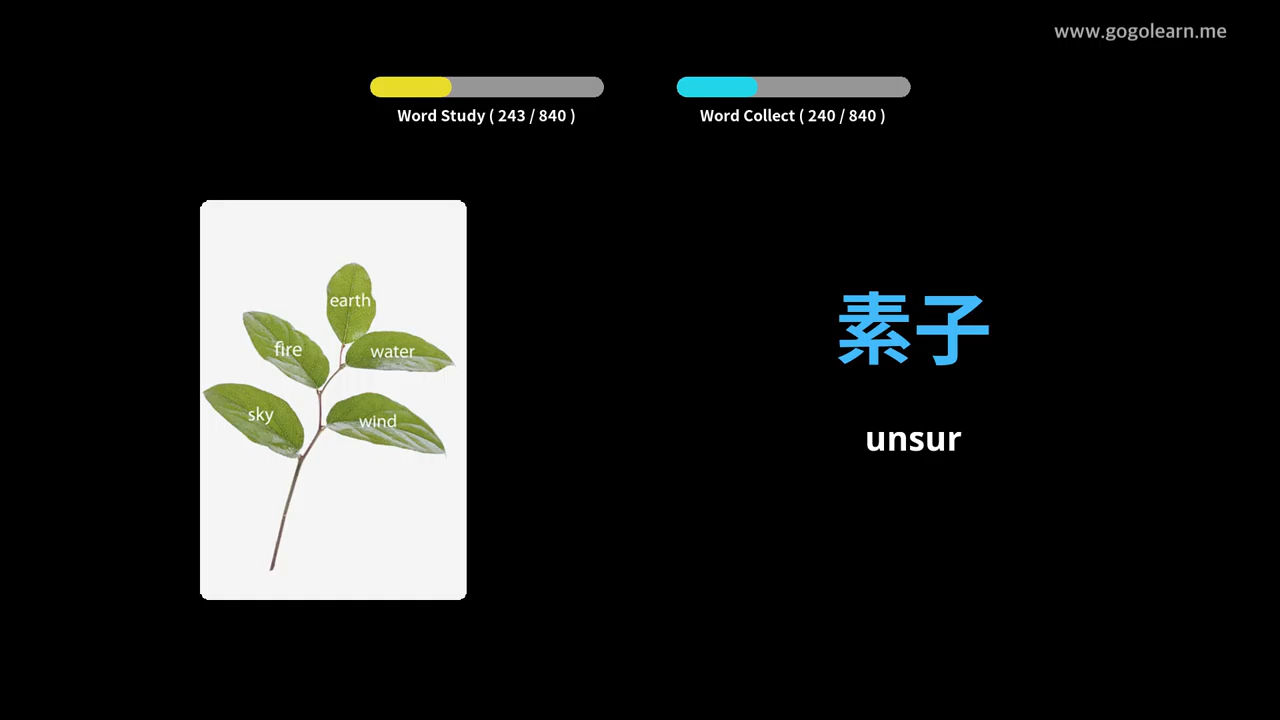 www.gogolearn.me
Word Study ( 243 / 840 )
Word Collect ( 240 / 840 )
earth
fire
water
sky
wind
素子
unsur